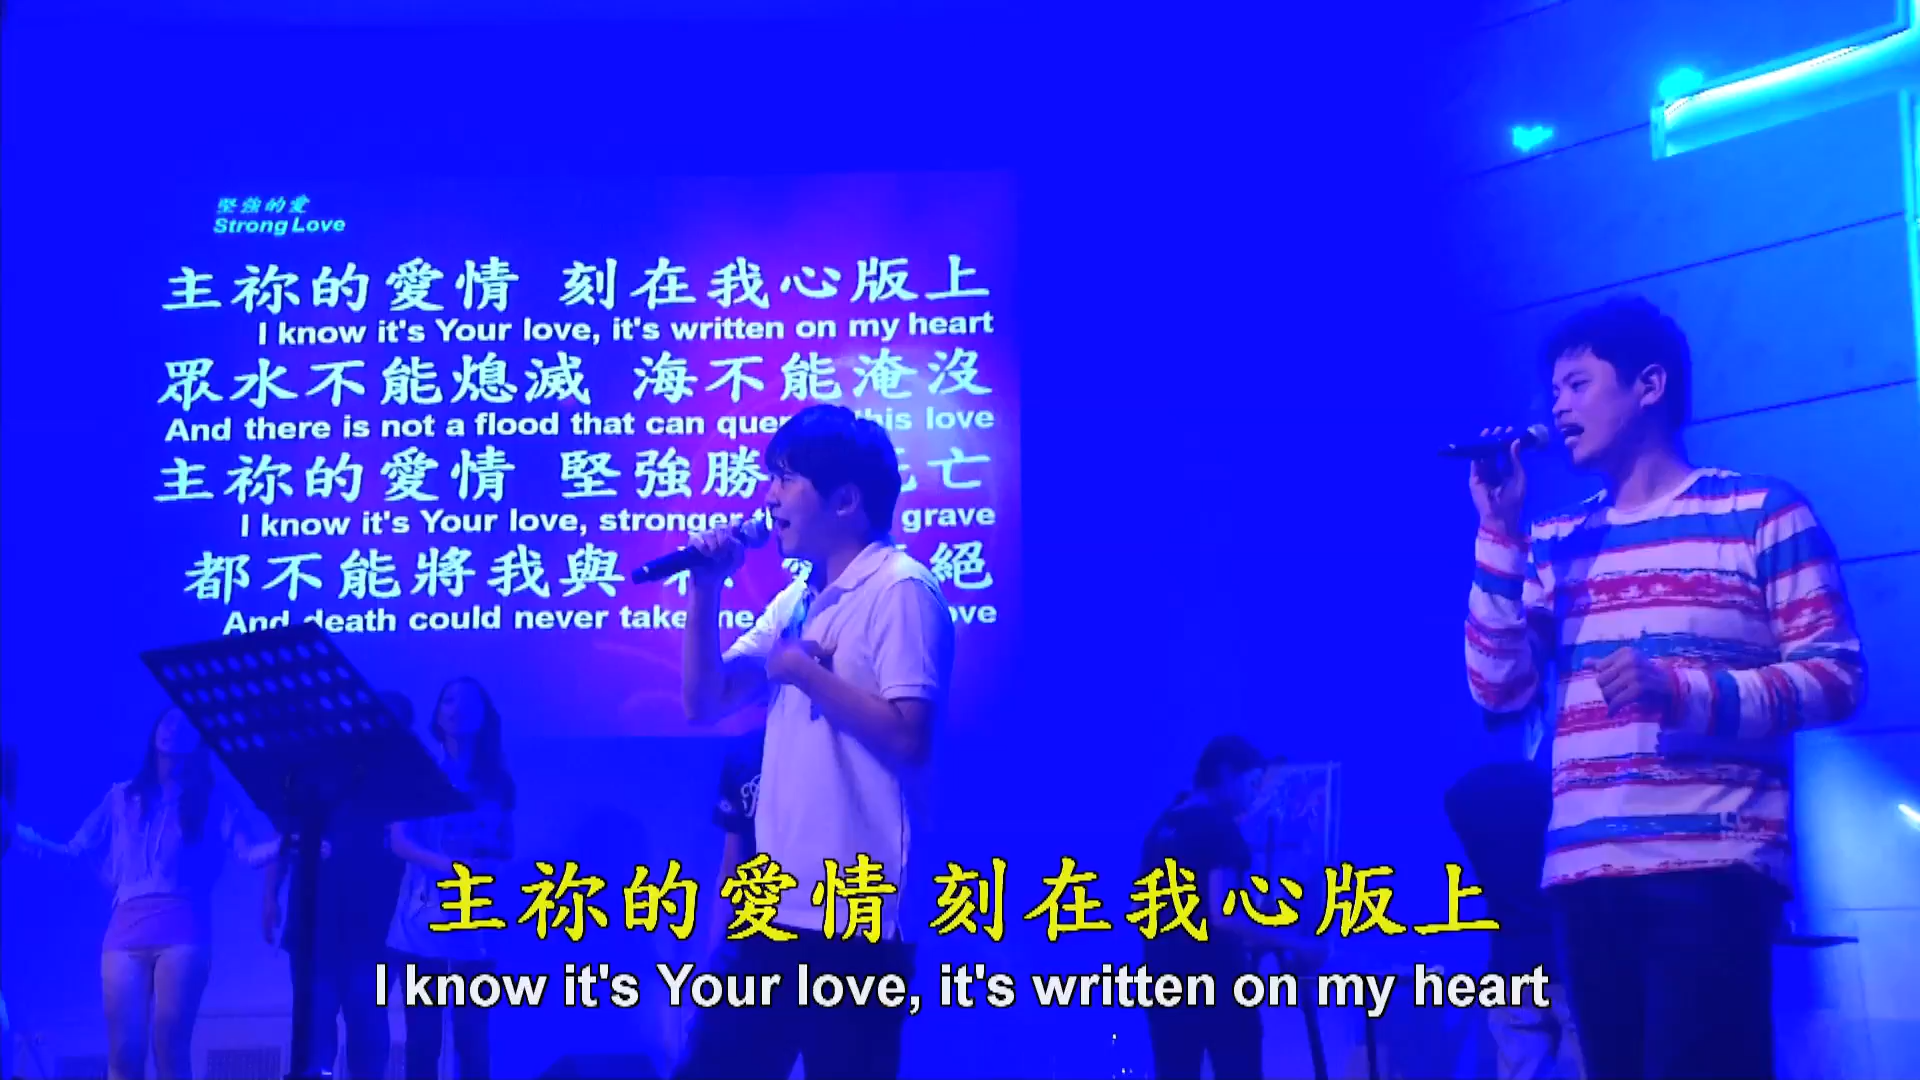 堅強的愛
Strong Love
主祢的愛情 刻在我心版上
I know it's Your love, it's written on my heart
眾水不能熄滅 海不能淹沒
And there is not a flood that can this love
主祢的愛情 堅強勝 亡
I know it's Your love, stronger grave
都不能將我與 絕
And death could never take me
主祢的愛情 刻在我心版上
I know it's Your love, it's written on my heart